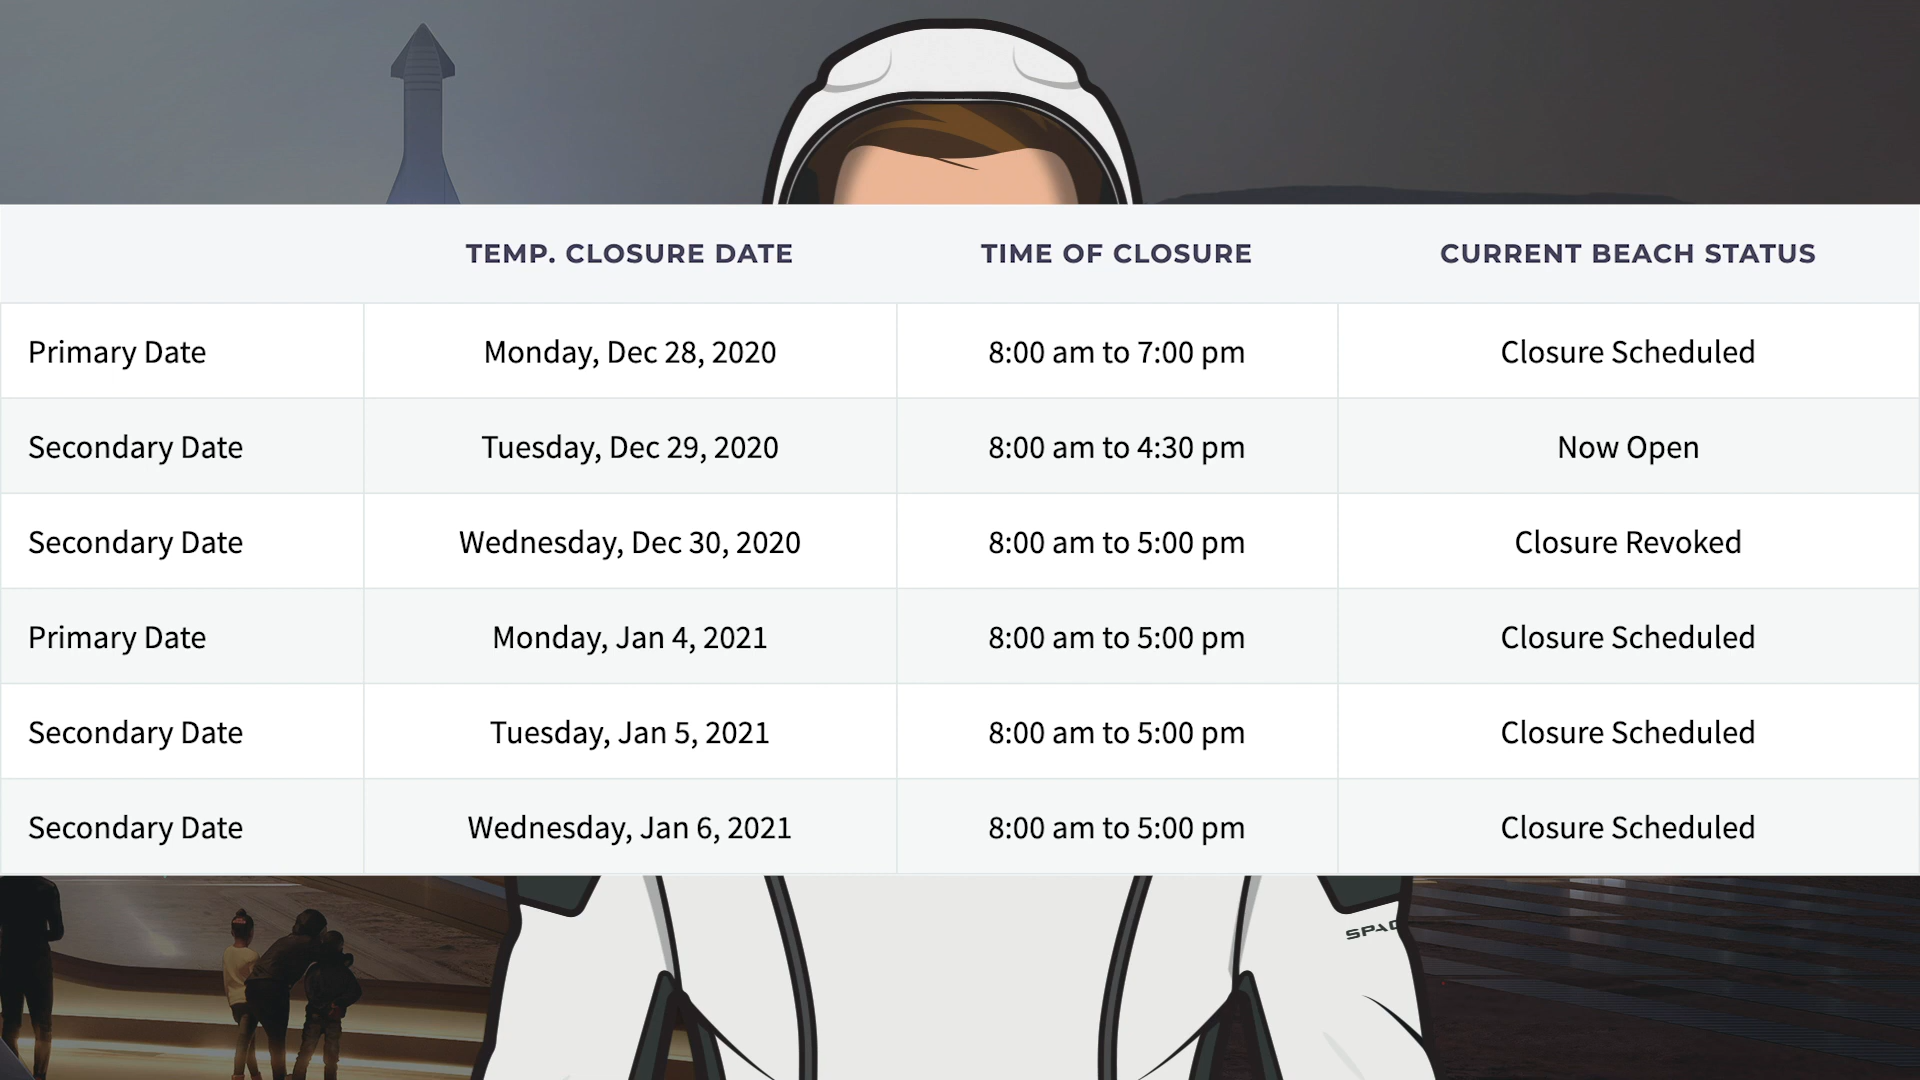 TEMP. CLOSURE DATE TIME OF CLOSURE CURRENT BEACH STATUS
Primary Date Monday, Dec 28, 2020 8:00 am to 7:00 pm Closure Scheduled
Secondary Date Tuesday, Dec 29, 2020 8:00 am to 4:30 pm Now Open
Secondary Date Wednesday, Dec 30, 2020 8:00 am to 5:00 pm Closure Revoked
Primary Date Monday, Jan 4, 2021 8:00 am to 5:00 pm Closure Scheduled
Secondary Date Tuesday, Jan 5, 2021 8:00 am to 5:00 pm Closure Scheduled
Secondary Date Wednesday, Jan 6, 2021 8:00 am to 5:00 pm Closure Scheduled
SPAC